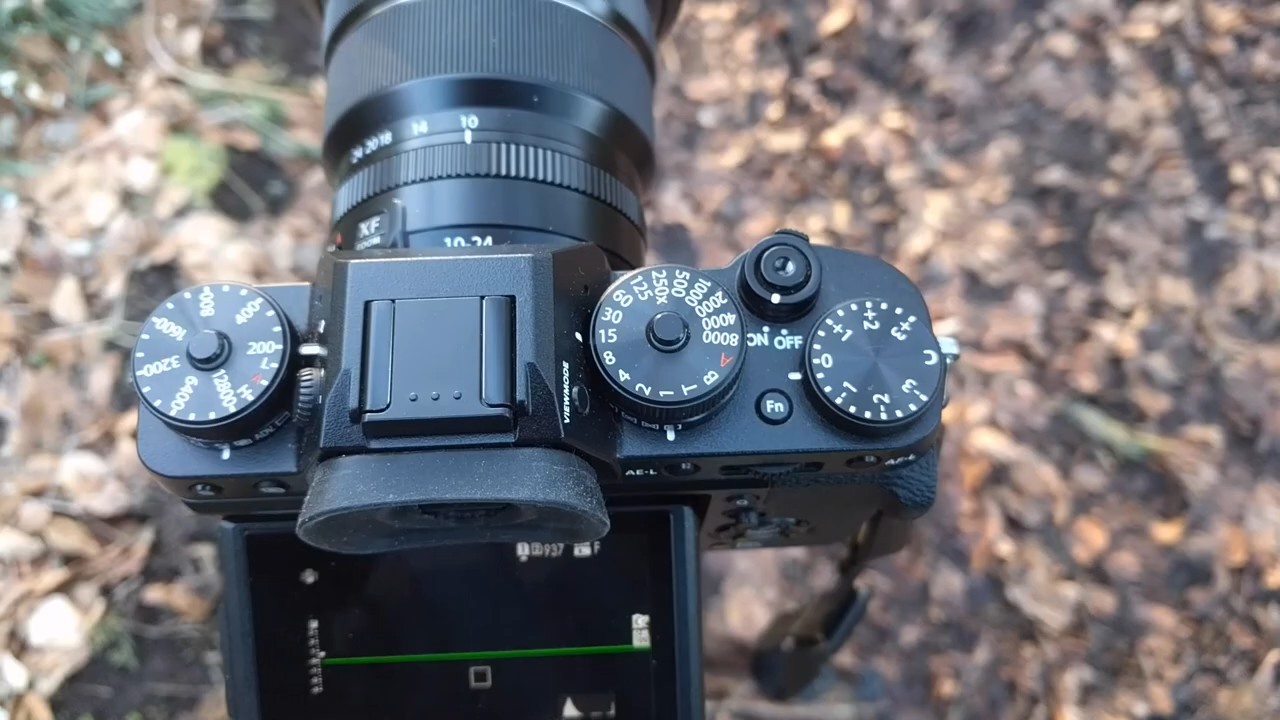 24 20 18 14 10
XF
ZOOM
10-24
800
400
200
A
H
12800
6400
3200
1600
VIEW MODE
60 125 250X 500 1000 2000 4000 8000
A
B
T
1
2
4
8
15
30
ON OFF
Fn
+1 +2 +3
C
3
2
1
0
AE-L
AF-L
937
F